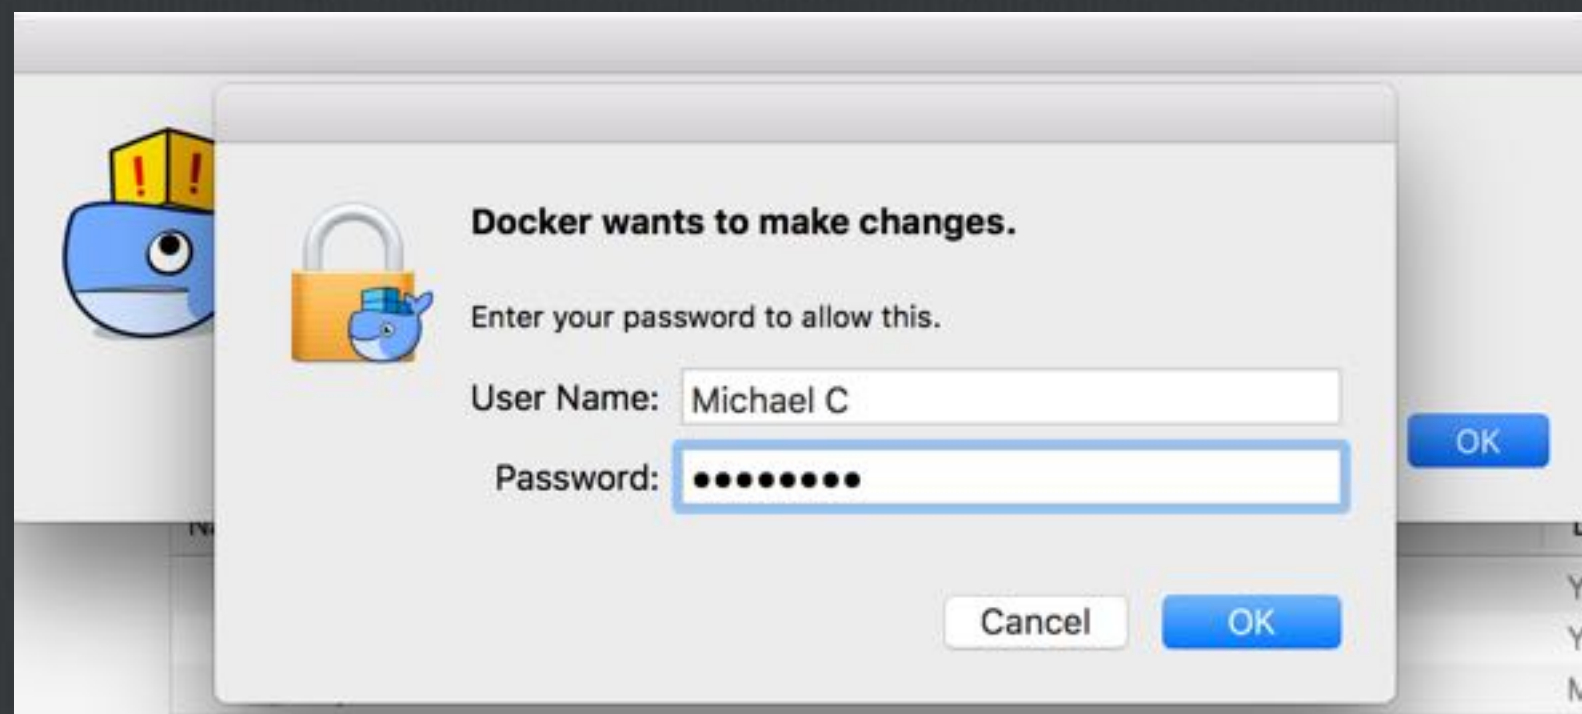 ! !
Docker wants to make changes.
Enter your password to allow this.
User Name: Michael C
Password: ••••••••
OK
Cancel OK